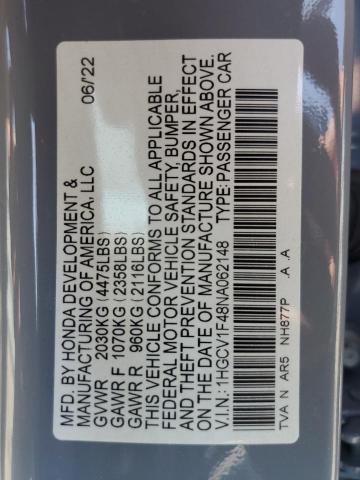 MFD. BY HONDA DEVELOPMENT &
MANUFACTURING OF AMERICA, LLC 06/'22
GVWR 2030KG (4475LBS)
GAWR F 1070KG (2358LBS)
GAWR R 960KG (2116LBS)
THIS VEHICLE CONFORMS TO ALL APPLICABLE
FEDERAL MOTOR VEHICLE SAFETY, BUMPER,
AND THEFT PREVENTION STANDARDS IN EFFECT
ON THE DATE OF MANUFACTURE SHOWN ABOVE.
V.I.N.: 1HGCV1F48NA062148 TYPE: PASSENGER CAR
TVA N AR5 NH877P .A .A